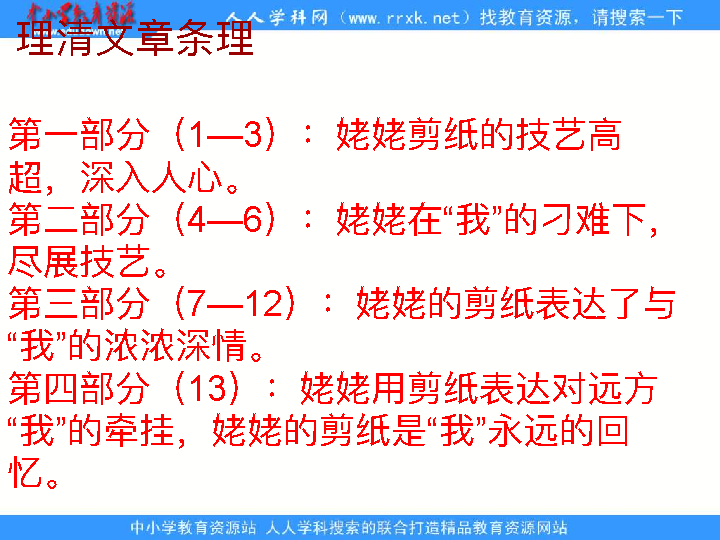 人人学科网（www.rrxk.net）找教育资源，请搜索一下
理清文章条理
第一部分（1—3）：姥姥剪纸的技艺高
超，深入人心。
第二部分（4—6）：姥姥在“我”的刁难下，
尽展技艺。
第三部分（7—12）：姥姥的剪纸表达了与
“我”的浓浓深情。
第四部分（13）：姥姥用剪纸表达对远方
“我”的牵挂，姥姥的剪纸是“我”永远的回
忆。
中小学教育资源站 人人学科搜索的联合打造精品教育资源网站